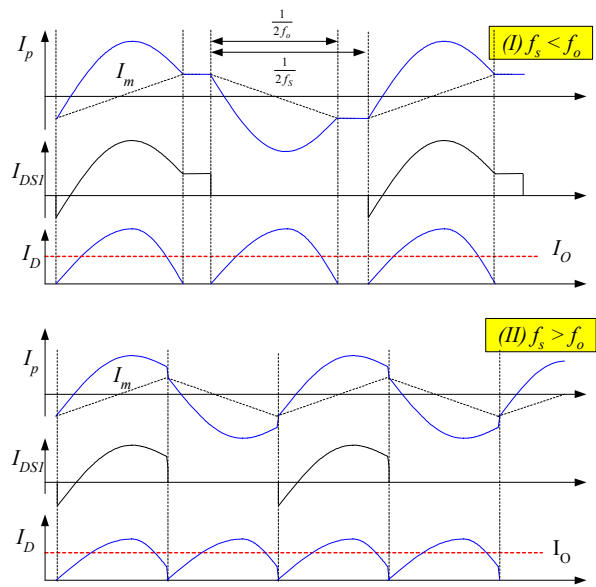 I_p
I_m
1/(2f_o)
1/(2f_S)
(I) f_s < f_o
I_DS1
I_D
I_O
(II) f_s > f_o
I_p
I_m
I_DS1
I_D
I_O